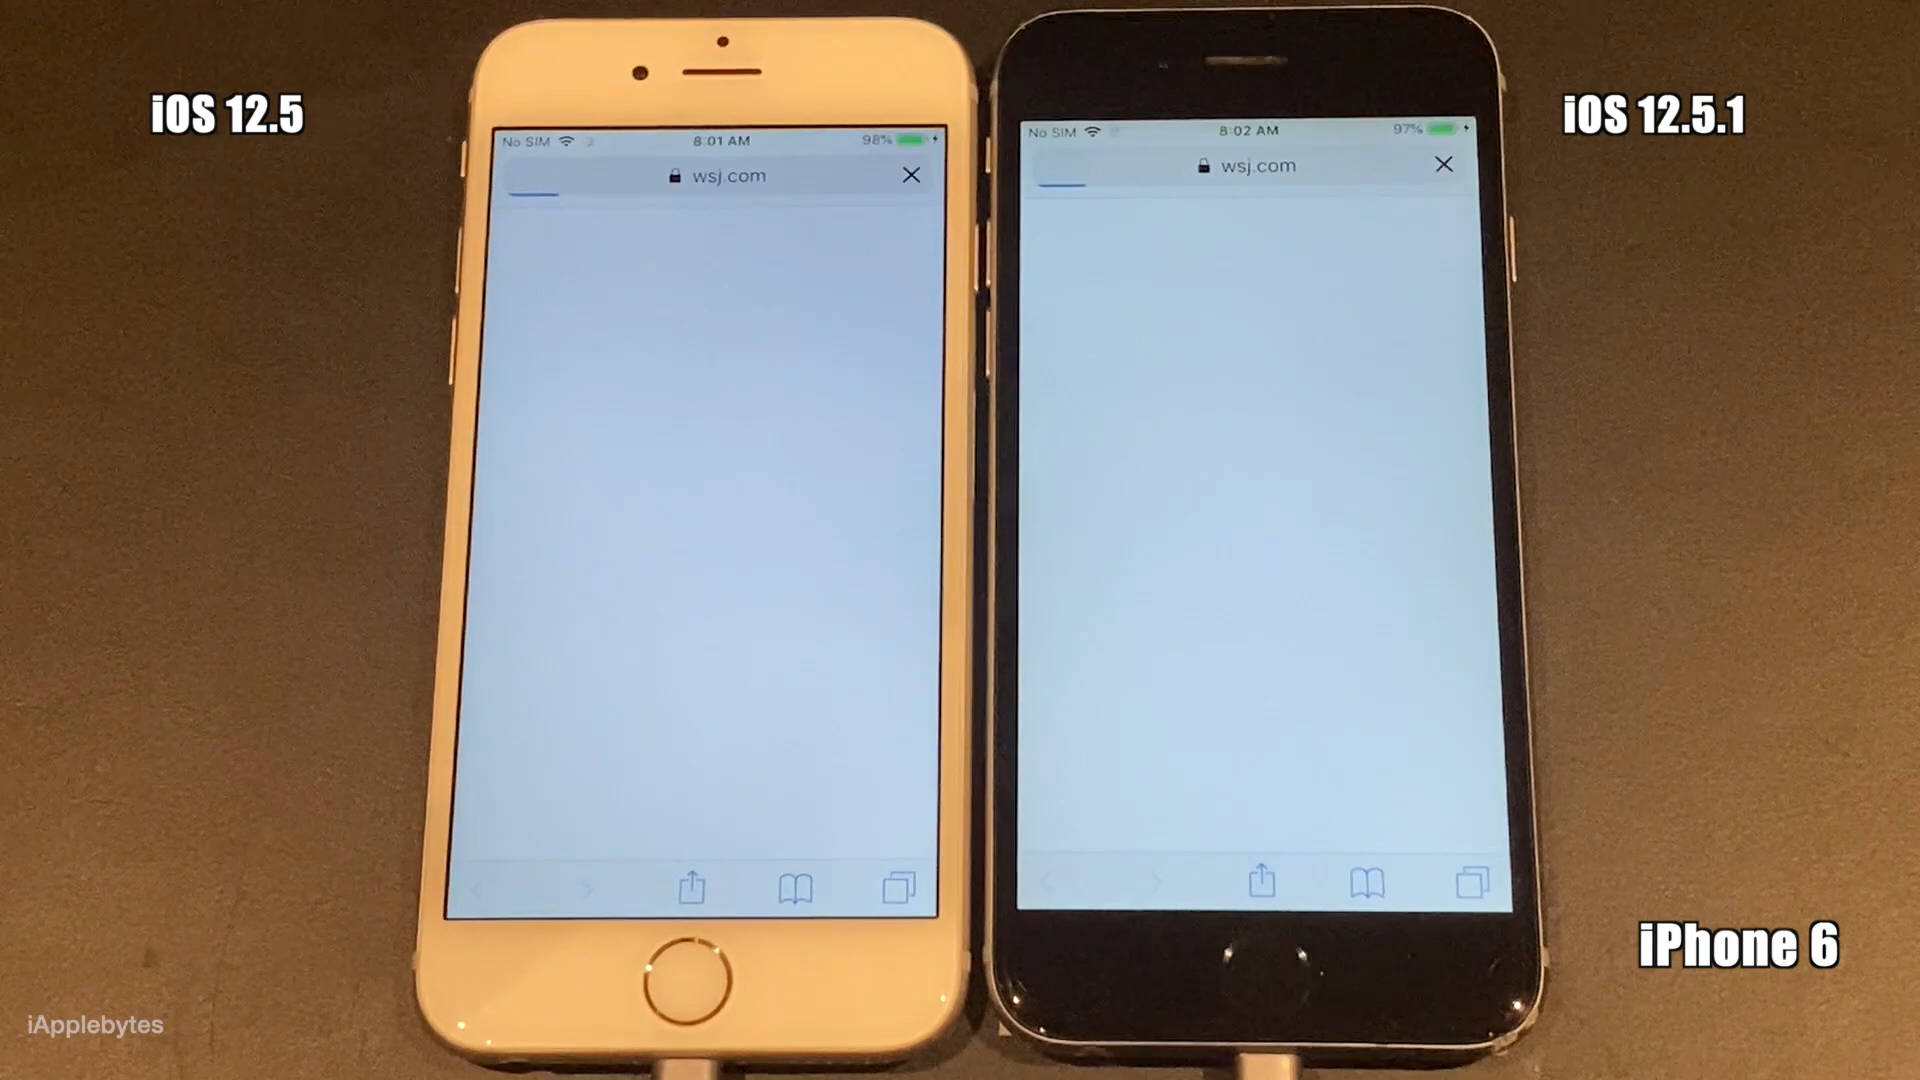 iOS 12.5
iOS 12.5.1
No SIM
8:01 AM
98%
wsj.com
No SIM
8:02 AM
97%
wsj.com
iPhone 6
iApplebytes